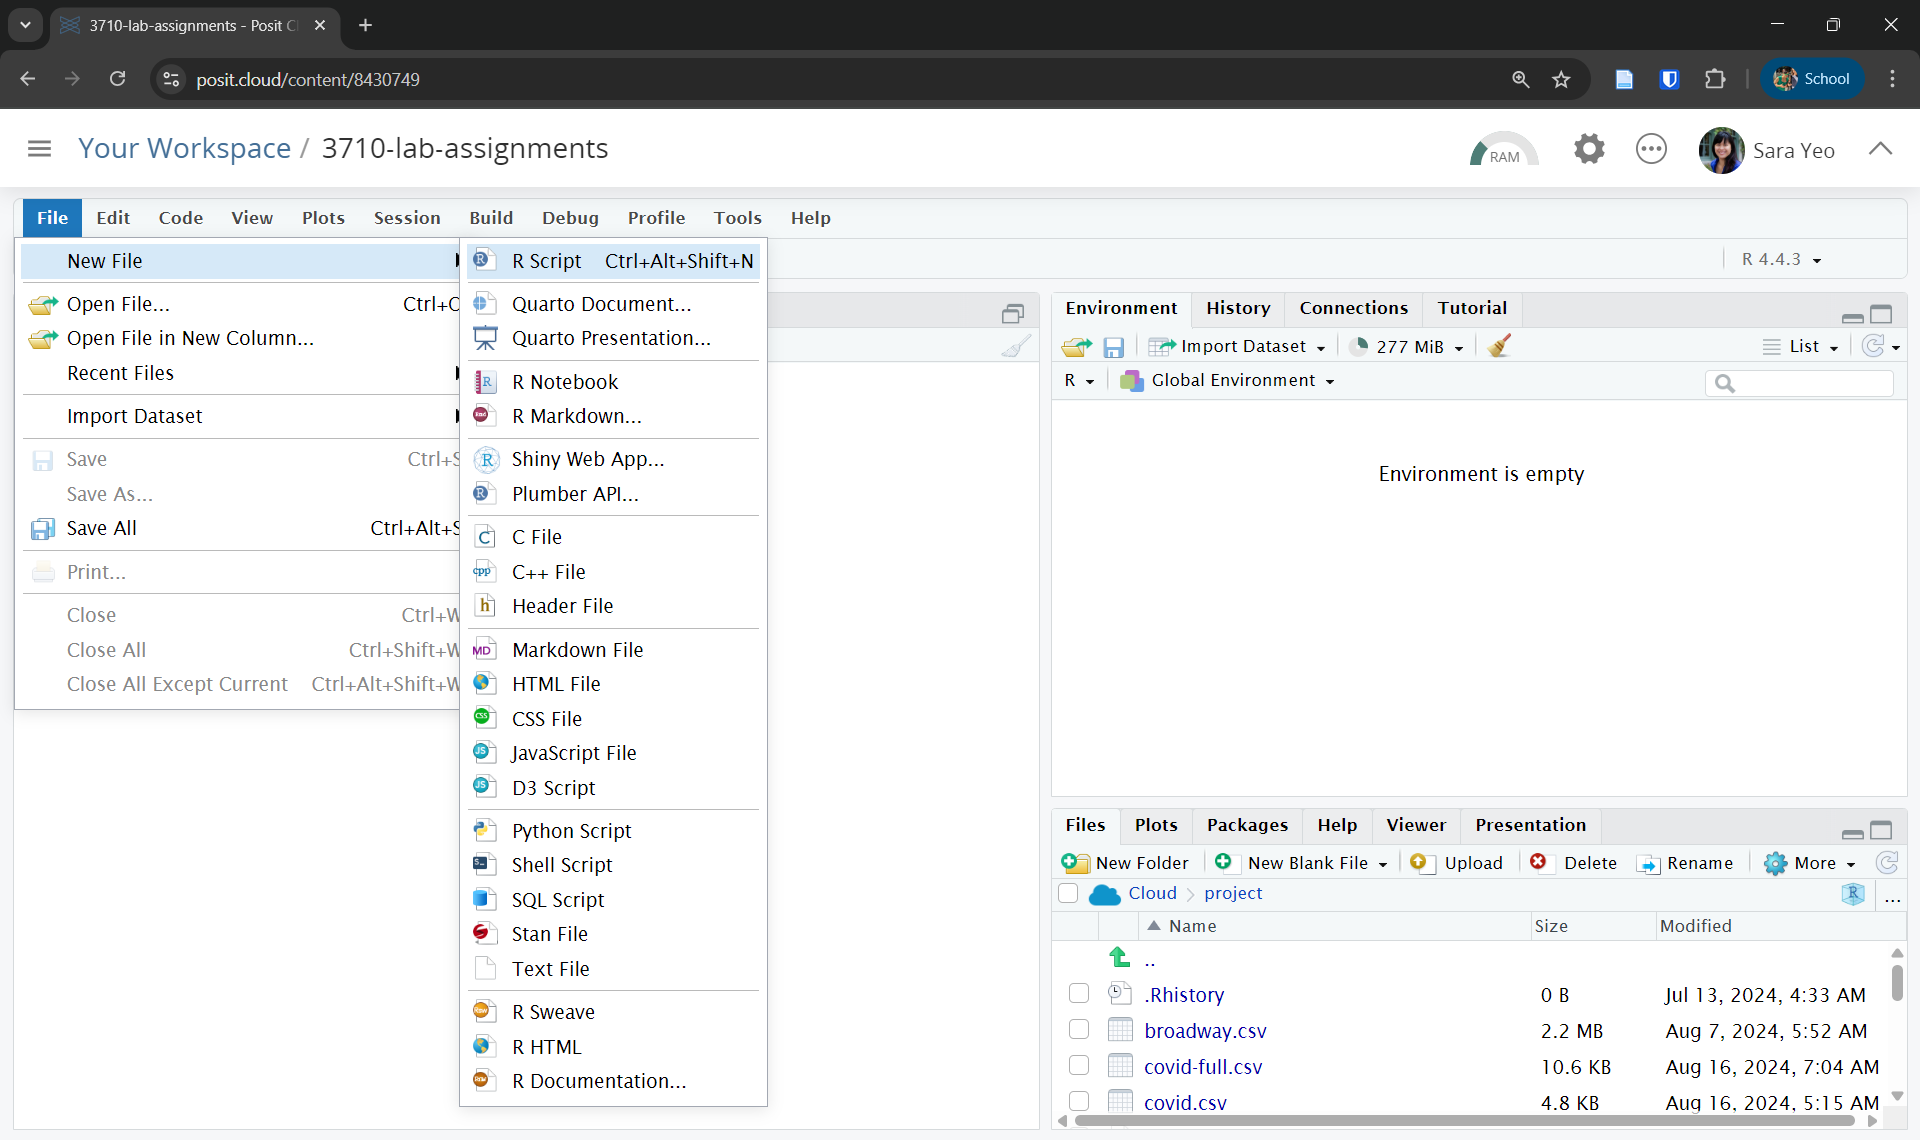 3710-lab-assignments - Posit Cl
posit.cloud/content/8430749
School
Your Workspace / 3710-lab-assignments
RAM
Sara Yeo
File Edit Code View Plots Session Build Debug Profile Tools Help
New File
Open File... Ctrl+O
Open File in New Column...
Recent Files
Import Dataset
Save Ctrl+S
Save As...
Save All Ctrl+Alt+S
Print...
Close Ctrl+W
Close All Ctrl+Shift+W
Close All Except Current Ctrl+Alt+Shift+W
R Script Ctrl+Alt+Shift+N
Quarto Document...
Quarto Presentation...
R Notebook
R Markdown...
Shiny Web App...
Plumber API...
C File
C++ File
Header File
Markdown File
HTML File
CSS File
JavaScript File
D3 Script
Python Script
Shell Script
SQL Script
Stan File
Text File
R Sweave
R HTML
R Documentation...
R 4.4.3
Environment History Connections Tutorial
Import Dataset 277 MiB List
R Global Environment
Environment is empty
Files Plots Packages Help Viewer Presentation
New Folder New Blank File Upload Delete Rename More
Cloud project ...
Name Size Modified
..
.Rhistory 0 B Jul 13, 2024, 4:33 AM
broadway.csv 2.2 MB Aug 7, 2024, 5:52 AM
covid-full.csv 10.6 KB Aug 16, 2024, 7:04 AM
covid.csv 4.8 KB Aug 16, 2024, 5:15 AM